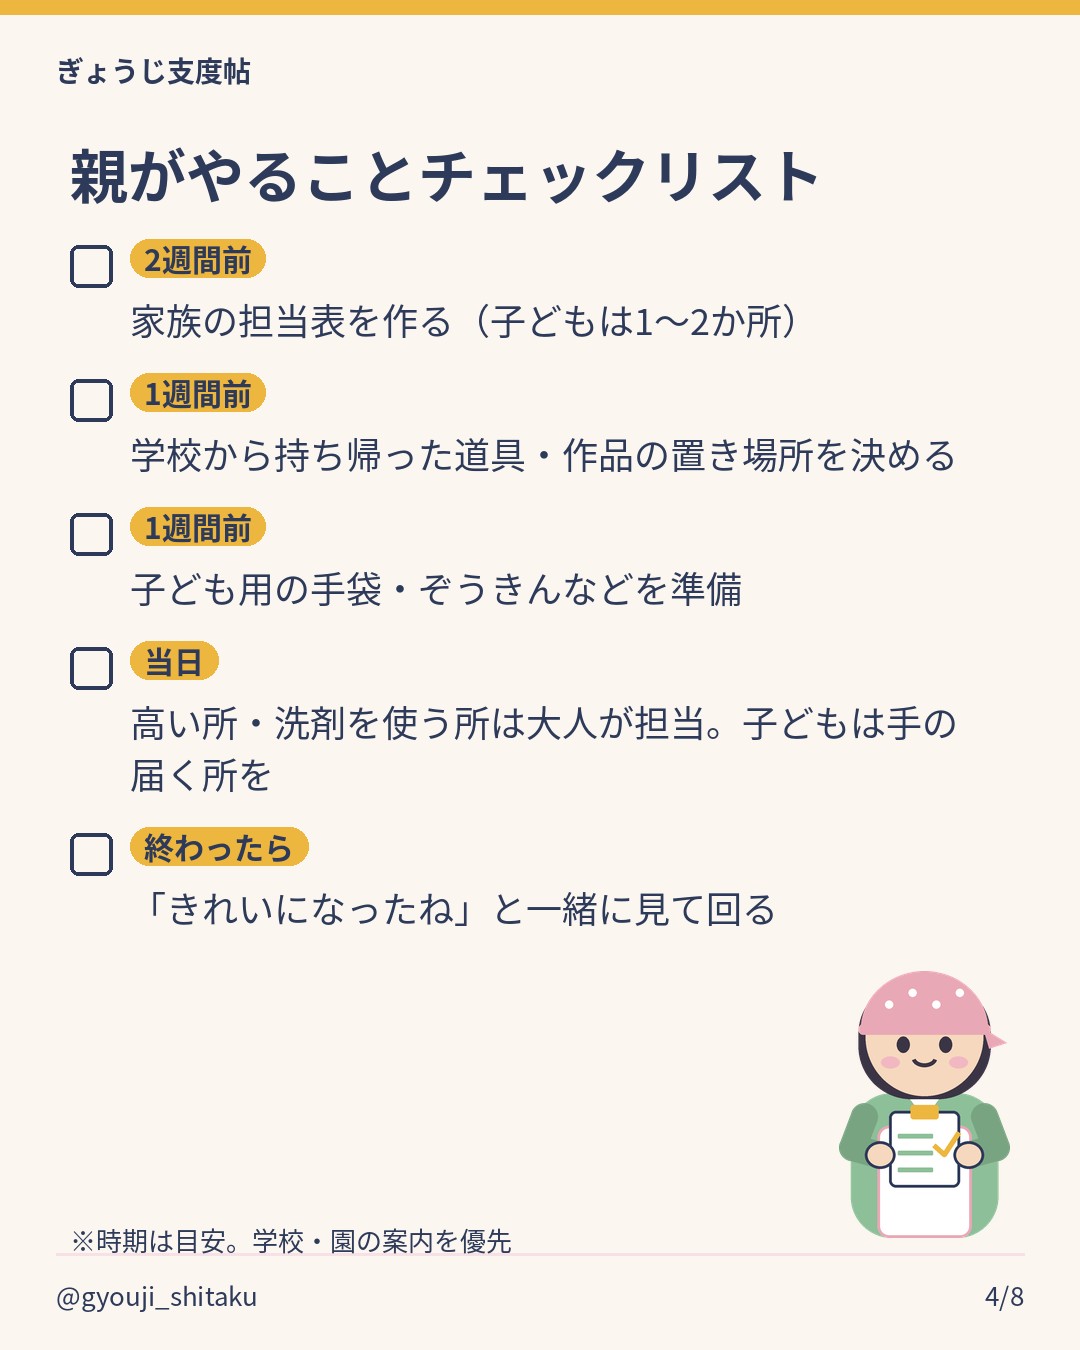 ぎょうじ支度帖
親がやることチェックリスト
2週間前
家族の担当表を作る（子どもは1〜2か所）
1週間前
学校から持ち帰った道具・作品の置き場所を決める
1週間前
子ども用の手袋・ぞうきんなどを準備
当日
高い所・洗剤を使う所は大人が担当。子どもは手の
届く所を
終わったら
「きれいになったね」と一緒に見て回る
※時期は目安。学校・園の案内を優先
@gyouji_shitaku
4/8